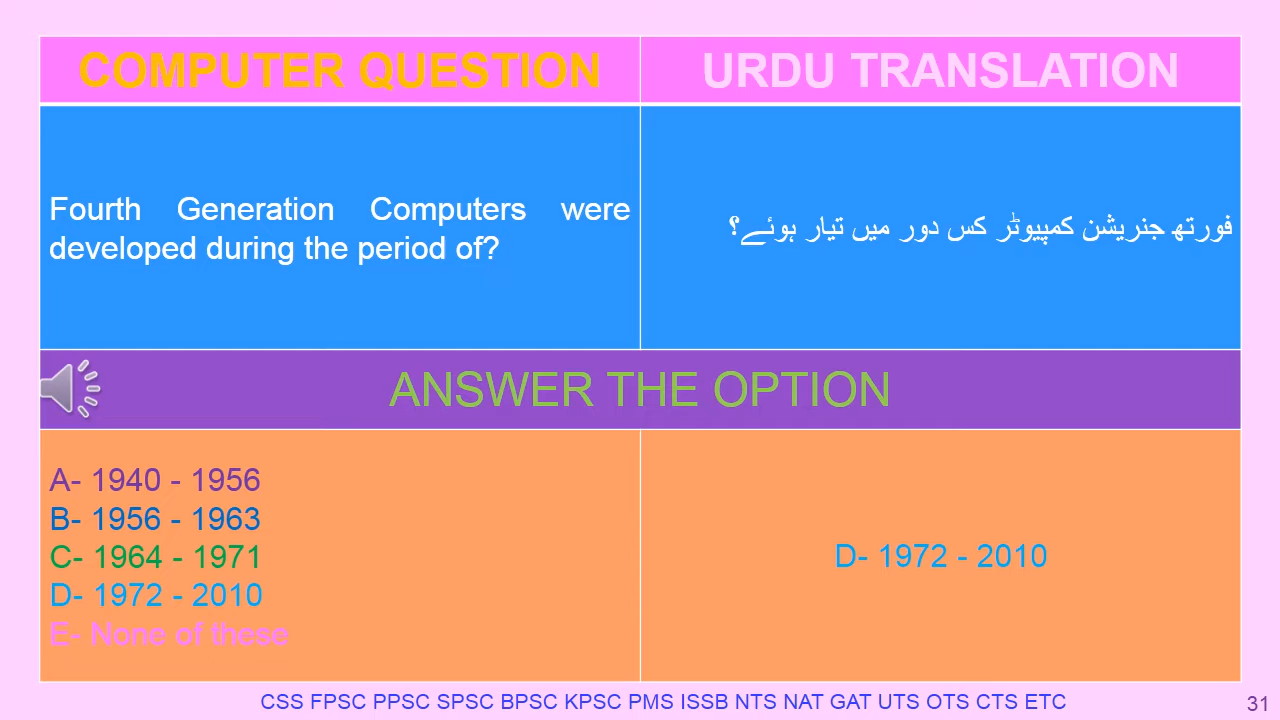 COMPUTER QUESTION
URDU TRANSLATION
Fourth Generation Computers were
developed during the period of?
فورتھ جنریشن کمپیوٹر کس دور میں تیار ہوئے؟
ANSWER THE OPTION
A- 1940 - 1956
B- 1956 - 1963
C- 1964 - 1971
D- 1972 - 2010
E- None of these
D- 1972 - 2010
CSS FPSC PPSC SPSC BPSC KPSC PMS ISSB NTS NAT GAT UTS OTS CTS ETC
31